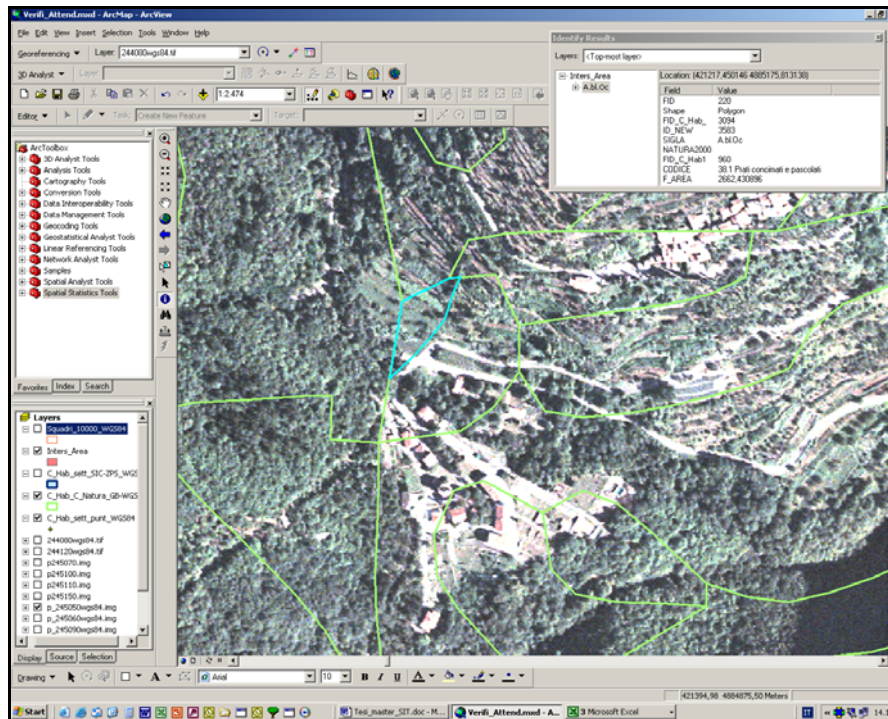 Verifi_Attend.mxd - ArcMap - ArcView
File Edit View Insert Selection Tools Window Help
Georeferencing Layer: 244080wgs84.tif
3D Analyst Layer:
1:2.474
Editor Task: Create New Feature Target:
Identify Results
Layers: <Top-most layer>
Inters_Area
A.bl.Oc
Location: (421217,450146 4885175,813138)
Field Value
FID 220
Shape Polygon
FID_C_Hab_ 3094
ID_NEW 3583
SIGLA A.bl.Oc
NATURA2000
FID_C_Hab1 960
CODICE 38.1 Prati concimati e pascolati
F_AREA 2662,430896
ArcToolbox
3D Analyst Tools
Analysis Tools
Cartography Tools
Conversion Tools
Data Interoperability Tools
Data Management Tools
Geocoding Tools
Geostatistical Analyst Tools
Linear Referencing Tools
Network Analyst Tools
Samples
Spatial Analyst Tools
Spatial Statistics Tools
Favorites Index Search
Layers
Squadri_10000_WGS84
Inters_Area
C_Hab_sett_SIC-ZPS_WGS
C_Hab_C_Natura_GB-WGS
C_Hab_sett_punt_WGS84
244080wgs84.tif
244120wgs84.tif
p245070.img
p245100.img
p245110.img
p245150.img
p_245050wgs84.img
p_245060wgs84.img
p_245090wgs84.img
Display Source Selection
Drawing A Arial 10 B I U A
421394,98 4884875,50 Meters
Start Tesi_master_SIT.doc - M... Verifi_Attend.mxd - A... 3 Microsoft Excel IT